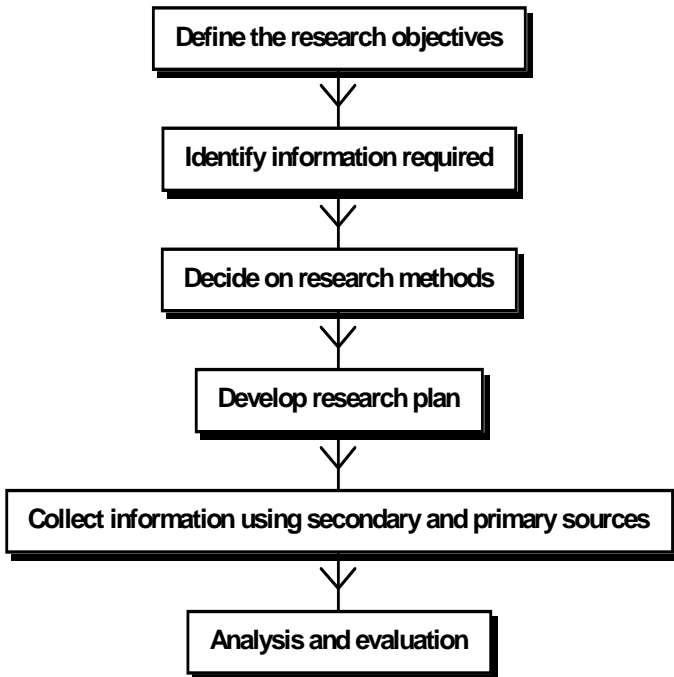 Define the research objectives
Identify information required
Decide on research methods
Develop research plan
Collect information using secondary and primary sources
Analysis and evaluation